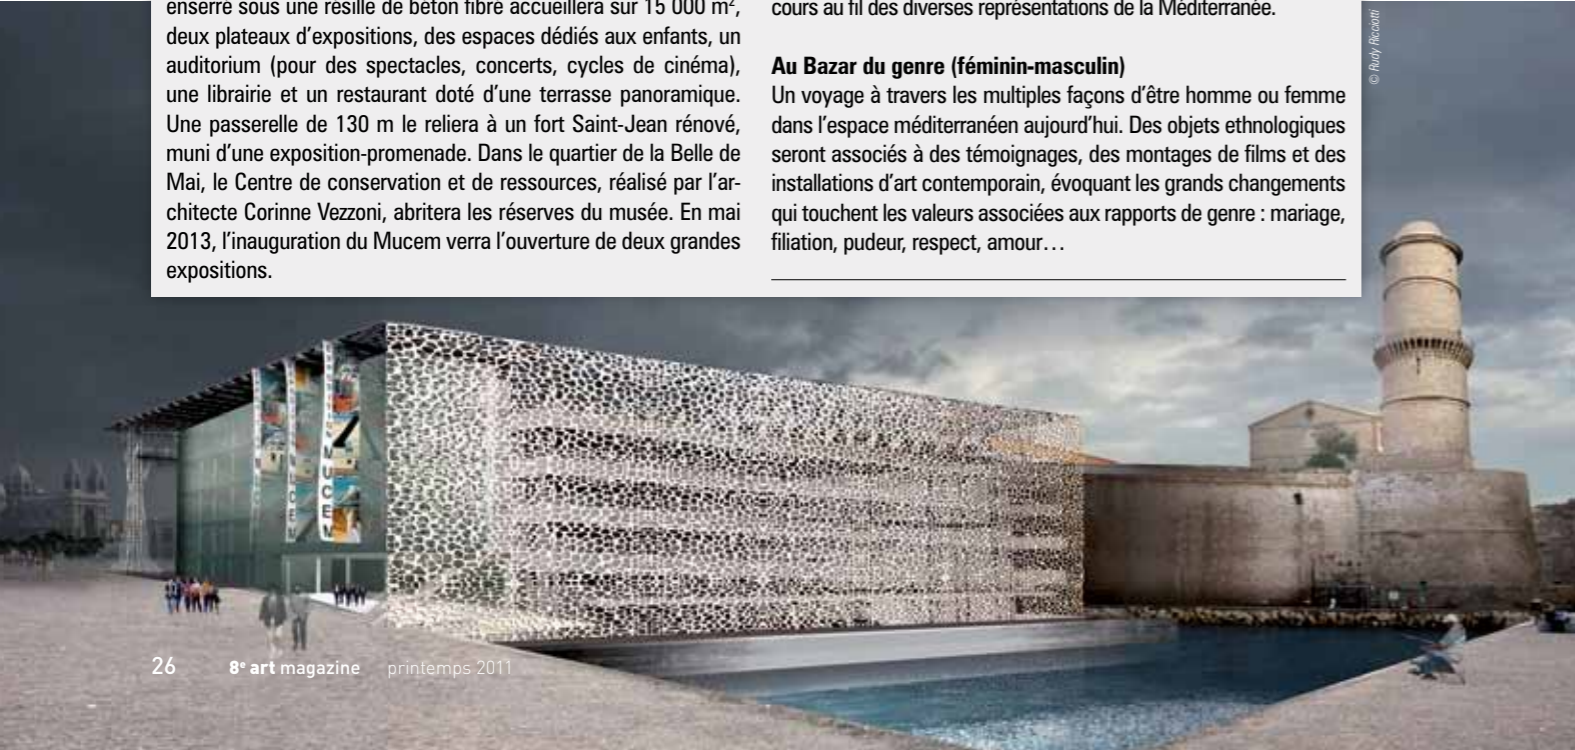 enserré sous une résille de béton fibré accueillera sur 15 000 m²,
deux plateaux d’expositions, des espaces dédiés aux enfants, un
auditorium (pour des spectacles, concerts, cycles de cinéma),
une librairie et un restaurant doté d’une terrasse panoramique.
Une passerelle de 130 m le reliera à un fort Saint-Jean rénové,
muni d’une exposition-promenade. Dans le quartier de la Belle de
Mai, le Centre de conservation et de ressources, réalisé par l’ar-
chitecte Corinne Vezzoni, abritera les réserves du musée. En mai
2013, l’inauguration du Mucem verra l’ouverture de deux grandes
expositions.
cours au fil des diverses représentations de la Méditerranée.
Au Bazar du genre (féminin-masculin)
Un voyage à travers les multiples façons d’être homme ou femme
dans l’espace méditerranéen aujourd’hui. Des objets ethnologiques
seront associés à des témoignages, des montages de films et des
installations d’art contemporain, évoquant les grands changements
qui touchent les valeurs associées aux rapports de genre : mariage,
filiation, pudeur, respect, amour…
© Rudy Ricciotti
MUCEM
MUCEM
26 8e art magazine printemps 2011